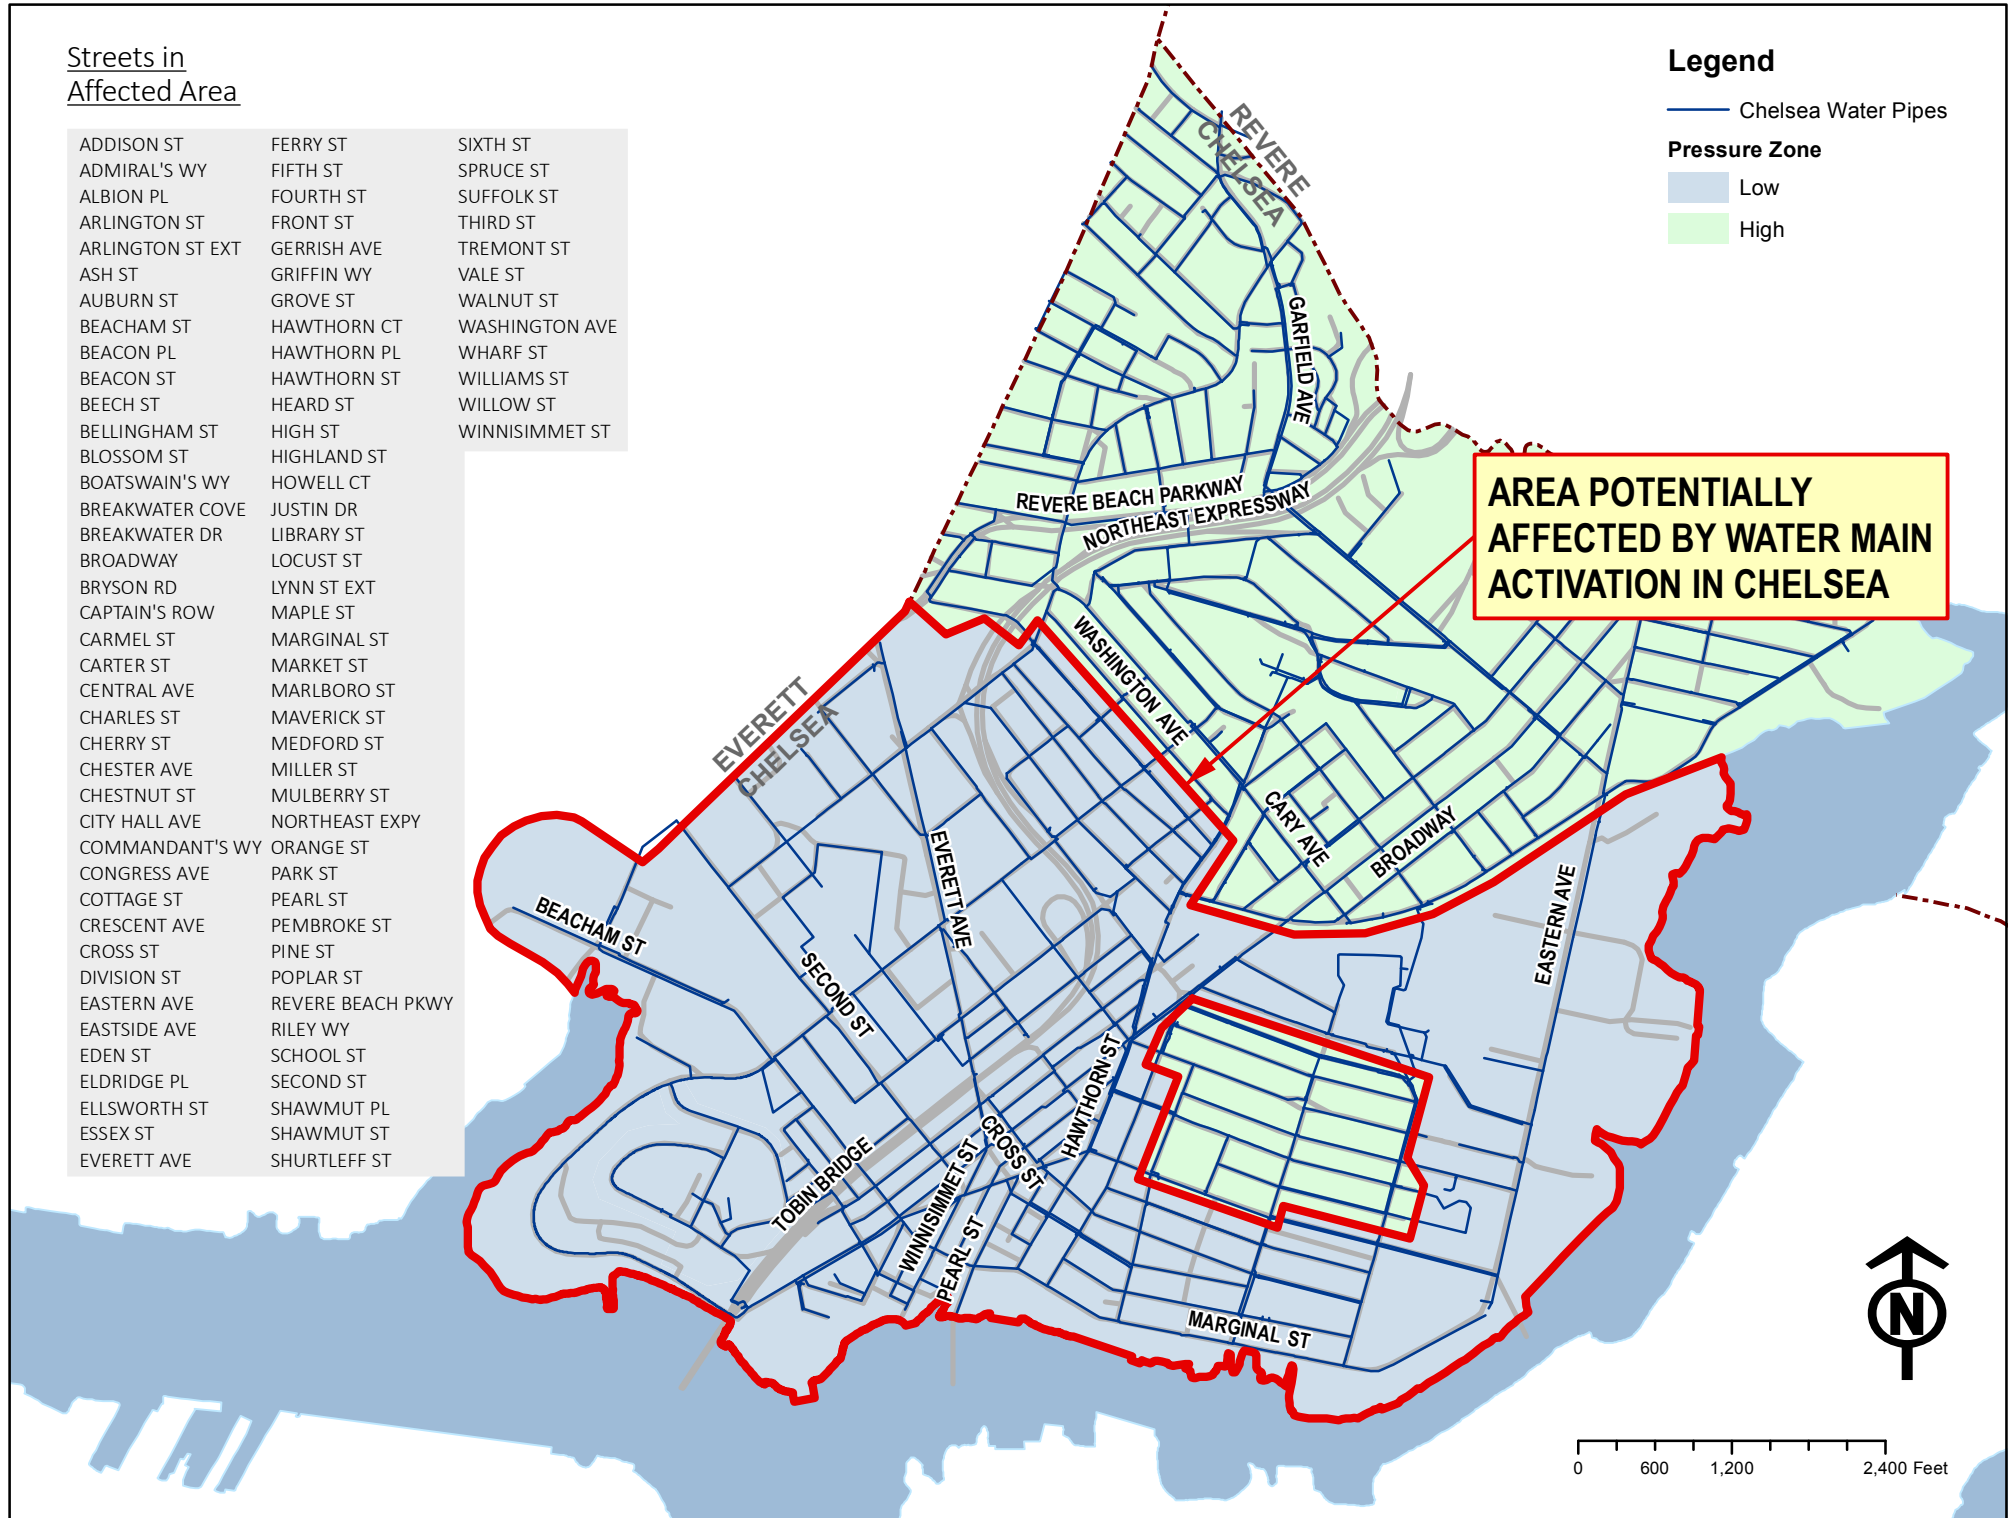 Streets in
Affected Area
ADDISON ST
ADMIRAL'S WY
ALBION PL
ARLINGTON ST
ARLINGTON ST EXT
ASH ST
AUBURN ST
BEACHAM ST
BEACON PL
BEACON ST
BEECH ST
BELLINGHAM ST
BLOSSOM ST
BOATSWAIN'S WY
BREAKWATER COVE
BREAKWATER DR
BROADWAY
BRYSON RD
CAPTAIN'S ROW
CARMEL ST
CARTER ST
CENTRAL AVE
CHARLES ST
CHERRY ST
CHESTER AVE
CHESTNUT ST
CITY HALL AVE
COMMANDANT'S WY
CONGRESS AVE
COTTAGE ST
CRESCENT AVE
CROSS ST
DIVISION ST
EASTERN AVE
EASTSIDE AVE
EDEN ST
ELDRIDGE PL
ELLSWORTH ST
ESSEX ST
EVERETT AVE
FERRY ST
FIFTH ST
FOURTH ST
FRONT ST
GERRISH AVE
GRIFFIN WY
GROVE ST
HAWTHORN CT
HAWTHORN PL
HAWTHORN ST
HEARD ST
HIGH ST
HIGHLAND ST
HOWELL CT
JUSTIN DR
LIBRARY ST
LOCUST ST
LYNN ST EXT
MAPLE ST
MARGINAL ST
MARKET ST
MARLBORO ST
MAVERICK ST
MEDFORD ST
MILLER ST
MULBERRY ST
NORTHEAST EXPY
ORANGE ST
PARK ST
PEARL ST
PEMBROKE ST
PINE ST
POPLAR ST
REVERE BEACH PKWY
RILEY WY
SCHOOL ST
SECOND ST
SHAWMUT PL
SHAWMUT ST
SHURTLEFF ST
SIXTH ST
SPRUCE ST
SUFFOLK ST
THIRD ST
TREMONT ST
VALE ST
WALNUT ST
WASHINGTON AVE
WHARF ST
WILLIAMS ST
WILLOW ST
WINNISIMMET ST
Legend
Chelsea Water Pipes
Pressure Zone
Low
High
REVERE
CHELSEA
GARFIELD AVE
REVERE BEACH PARKWAY
NORTHEAST EXPRESSWAY
AREA POTENTIALLY
AFFECTED BY WATER MAIN
ACTIVATION IN CHELSEA
WASHINGTON AVE
EVERETT
CHELSEA
CARY AVE
BROADWAY
EVERETT AVE
EASTERN AVE
BEACHAM ST
SECOND ST
HAWTHORN ST
CROSS ST
TOBIN BRIDGE
WINNISIMMET ST
PEARL ST
MARGINAL ST
N
0 600 1,200 2,400 Feet